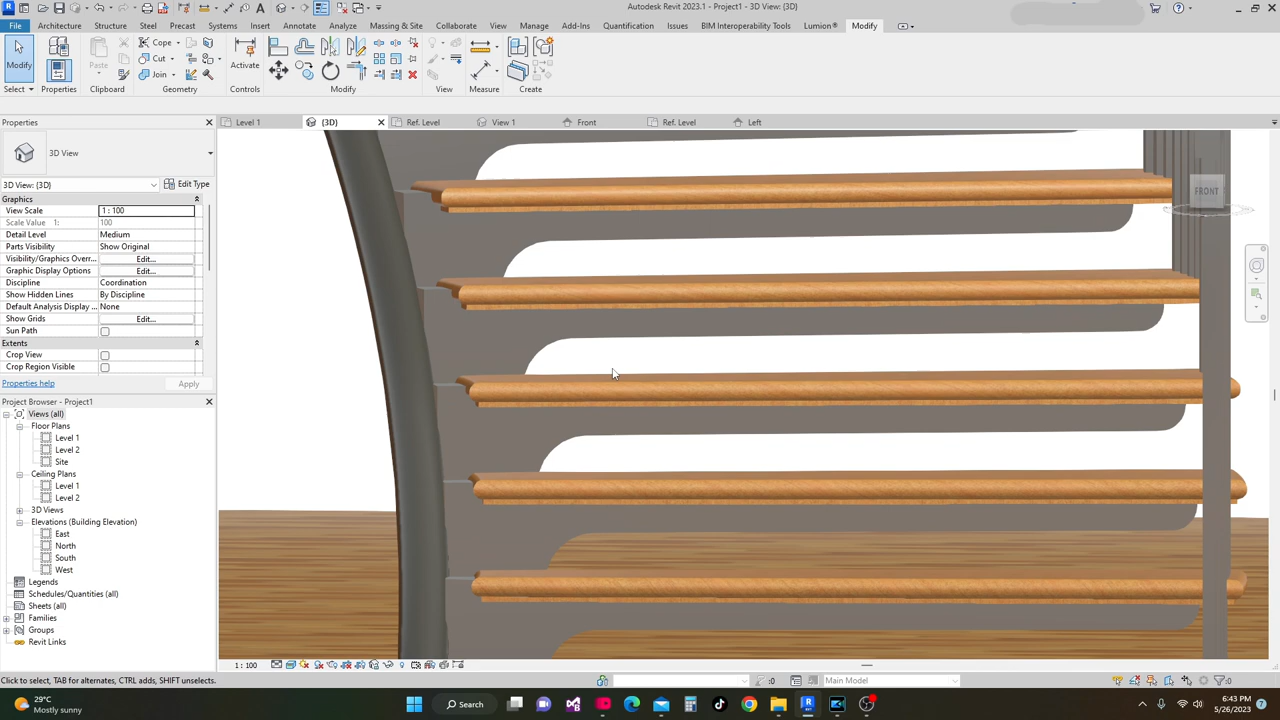 Autodesk Revit 2023.1 - Project1 - 3D View: {3D}
File Architecture Structure Steel Precast Systems Insert Annotate Analyze Massing & Site Collaborate View Manage Add-Ins Quantification Issues BIM Interoperability Tools Lumion® Modify
Modify
Paste
Cope
Cut
Join
Activate
Select Properties Clipboard Geometry Controls Modify View Measure Create
Properties
Level 1 {3D} Ref. Level View 1 Front Ref. Level Left
3D View
3D View: {3D} Edit Type
Graphics
View Scale 1 : 100
Scale Value 1: 100
Detail Level Medium
Parts Visibility Show Original
Visibility/Graphics Overr... Edit...
Graphic Display Options Edit...
Discipline Coordination
Show Hidden Lines By Discipline
Default Analysis Display ... None
Show Grids Edit...
Sun Path
Extents
Crop View
Crop Region Visible
Properties help Apply
FRONT
Project Browser - Project1
Views (all)
Floor Plans
Level 1
Level 2
Site
Ceiling Plans
Level 1
Level 2
3D Views
Elevations (Building Elevation)
East
North
South
West
Legends
Schedules/Quantities (all)
Sheets (all)
Families
Groups
Revit Links
1 : 100
Click to select, TAB for alternates, CTRL adds, SHIFT unselects. :0 Main Model :0
29°C
Mostly sunny
Search
6:43 PM
5/26/2023